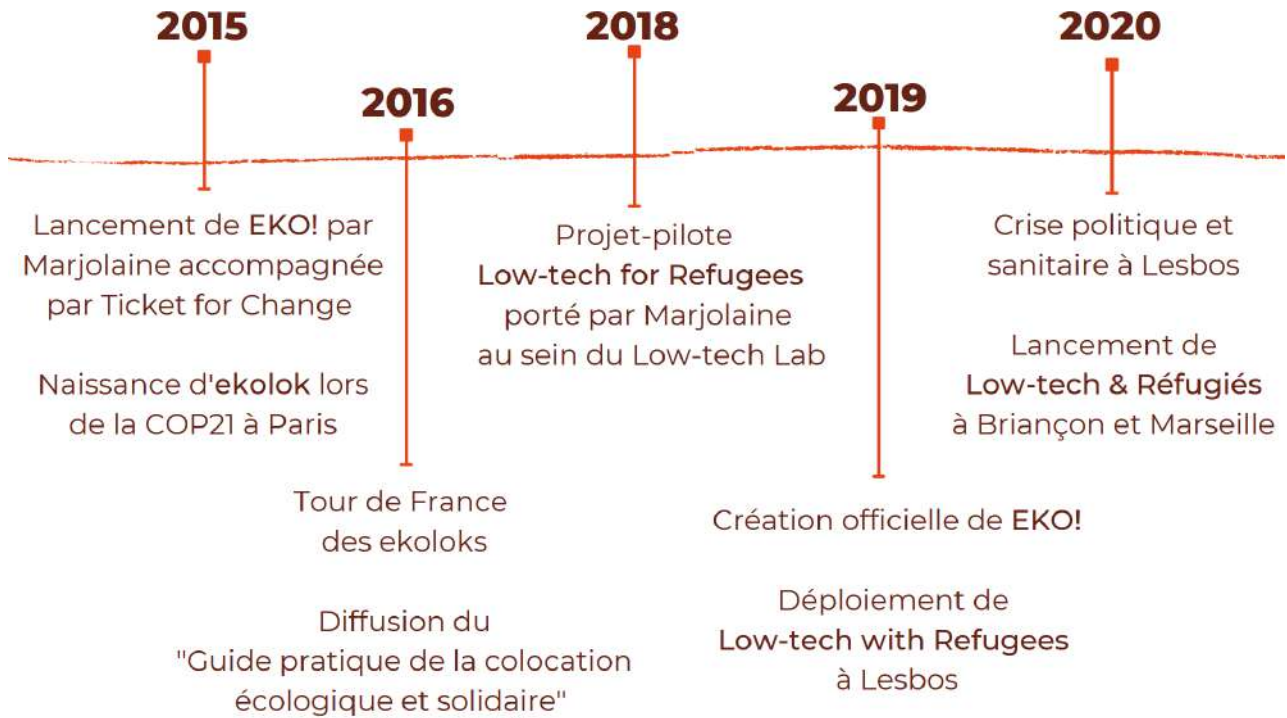 2015
Lancement de EKO! par
Marjolaine accompagnée
par Ticket for Change
Naissance d'ekolok lors
de la COP21 à Paris
2016
Tour de France
des ekoloks
Diffusion du
"Guide pratique de la colocation
écologique et solidaire"
2018
Projet-pilote
Low-tech for Refugees
porté par Marjolaine
au sein du Low-tech Lab
2019
Création officielle de EKO!
Déploiement de
Low-tech with Refugees
à Lesbos
2020
Crise politique et
sanitaire à Lesbos
Lancement de
Low-tech & Réfugiés
à Briançon et Marseille